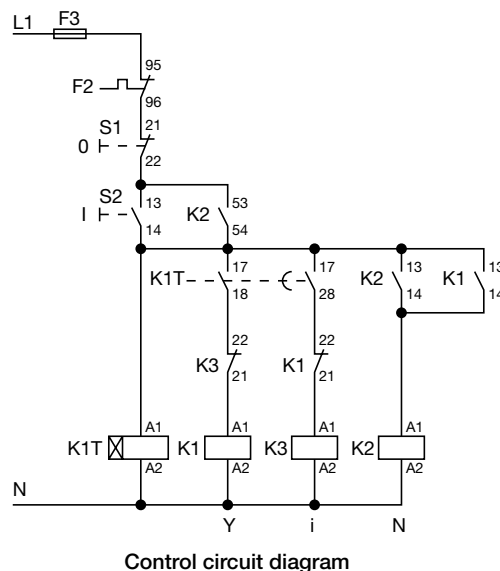 L1 F3
95
F2
96
S1 21
0
22
S2 13 53
I K2
14 54
17 17 13 13
K1T K2 K1
18 28 14 14
22 22
K3 K1
21 21
A1 A1 A1 A1
K1T K1 K3 K2
A2 A2 A2 A2
N
Y i N
Control circuit diagram